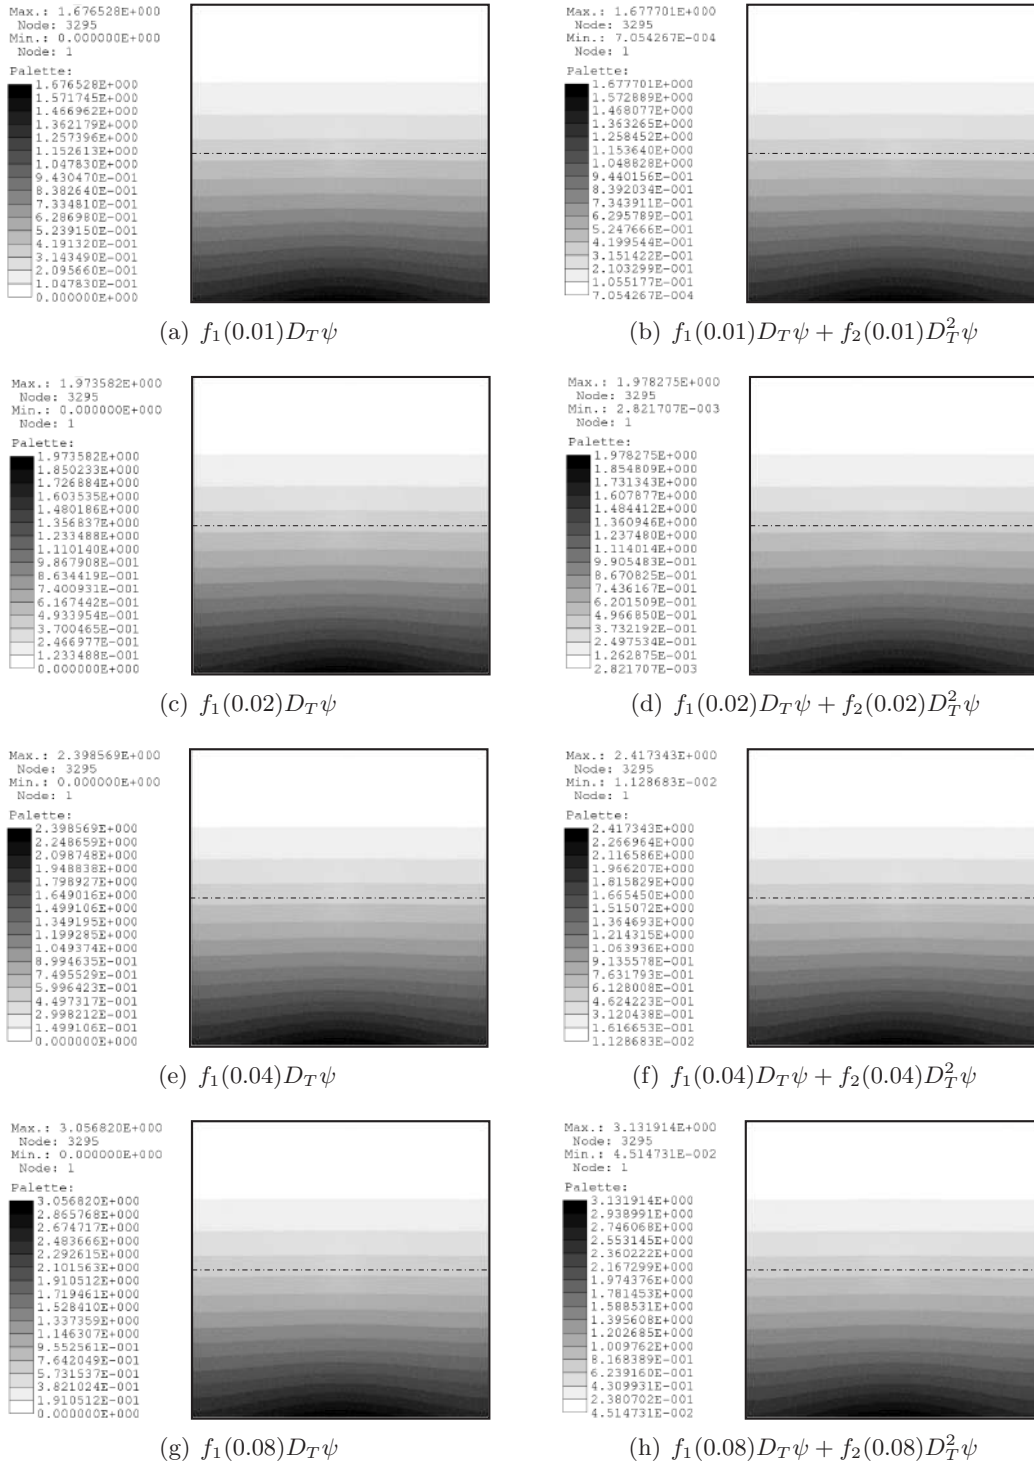 Max.: 1.676528E+000
Node: 3295
Min.: 0.000000E+000
Node: 1
Palette:
1.676528E+000
1.571745E+000
1.466962E+000
1.362179E+000
1.257396E+000
1.152613E+000
1.047830E+000
9.430470E-001
8.382640E-001
7.334810E-001
6.286980E-001
5.239150E-001
4.191320E-001
3.143490E-001
2.095660E-001
1.047830E-001
0.000000E+000
(a) f₁(0.01)D_Tψ
Max.: 1.677701E+000
Node: 3295
Min.: 7.054267E-004
Node: 1
Palette:
1.677701E+000
1.572889E+000
1.468077E+000
1.363265E+000
1.258452E+000
1.153640E+000
1.048828E+000
9.440156E-001
8.392034E-001
7.343911E-001
6.295789E-001
5.247666E-001
4.199544E-001
3.151422E-001
2.103299E-001
1.055177E-001
7.054267E-004
(b) f₁(0.01)D_Tψ + f₂(0.01)D²_Tψ
Max.: 1.973582E+000
Node: 3295
Min.: 0.000000E+000
Node: 1
Palette:
1.973582E+000
1.850233E+000
1.726884E+000
1.603535E+000
1.480186E+000
1.356837E+000
1.233488E+000
1.110140E+000
9.867908E-001
8.634419E-001
7.400931E-001
6.167442E-001
4.933954E-001
3.700465E-001
2.466977E-001
1.233488E-001
0.000000E+000
(c) f₁(0.02)D_Tψ
Max.: 1.978275E+000
Node: 3295
Min.: 2.821707E-003
Node: 1
Palette:
1.978275E+000
1.854809E+000
1.731343E+000
1.607877E+000
1.484412E+000
1.360946E+000
1.237480E+000
1.114014E+000
9.905483E-001
8.670825E-001
7.436167E-001
6.201509E-001
4.966850E-001
3.732192E-001
2.497534E-001
1.262875E-001
2.821707E-003
(d) f₁(0.02)D_Tψ + f₂(0.02)D²_Tψ
Max.: 2.398569E+000
Node: 3295
Min.: 0.000000E+000
Node: 1
Palette:
2.398569E+000
2.248659E+000
2.098748E+000
1.948838E+000
1.798927E+000
1.649016E+000
1.499106E+000
1.349195E+000
1.199285E+000
1.049374E+000
8.994635E-001
7.495529E-001
5.996423E-001
4.497317E-001
2.998212E-001
1.499106E-001
0.000000E+000
(e) f₁(0.04)D_Tψ
Max.: 2.417343E+000
Node: 3295
Min.: 1.128683E-002
Node: 1
Palette:
2.417343E+000
2.266964E+000
2.116586E+000
1.966207E+000
1.815829E+000
1.665450E+000
1.515072E+000
1.364693E+000
1.214315E+000
1.063936E+000
9.135578E-001
7.631793E-001
6.128008E-001
4.624223E-001
3.120438E-001
1.616653E-001
1.128683E-002
(f) f₁(0.04)D_Tψ + f₂(0.04)D²_Tψ
Max.: 3.056820E+000
Node: 3295
Min.: 0.000000E+000
Node: 1
Palette:
3.056820E+000
2.865768E+000
2.674717E+000
2.483666E+000
2.292615E+000
2.101563E+000
1.910512E+000
1.719461E+000
1.528410E+000
1.337359E+000
1.146307E+000
9.552561E-001
7.642049E-001
5.731537E-001
3.821024E-001
1.910512E-001
0.000000E+000
(g) f₁(0.08)D_Tψ
Max.: 3.131914E+000
Node: 3295
Min.: 4.514731E-002
Node: 1
Palette:
3.131914E+000
2.938991E+000
2.746068E+000
2.553145E+000
2.360222E+000
2.167299E+000
1.974376E+000
1.781453E+000
1.588531E+000
1.395608E+000
1.202685E+000
1.009762E+000
8.168389E-001
6.239160E-001
4.309931E-001
2.380702E-001
4.514731E-002
(h) f₁(0.08)D_Tψ + f₂(0.08)D²_Tψ